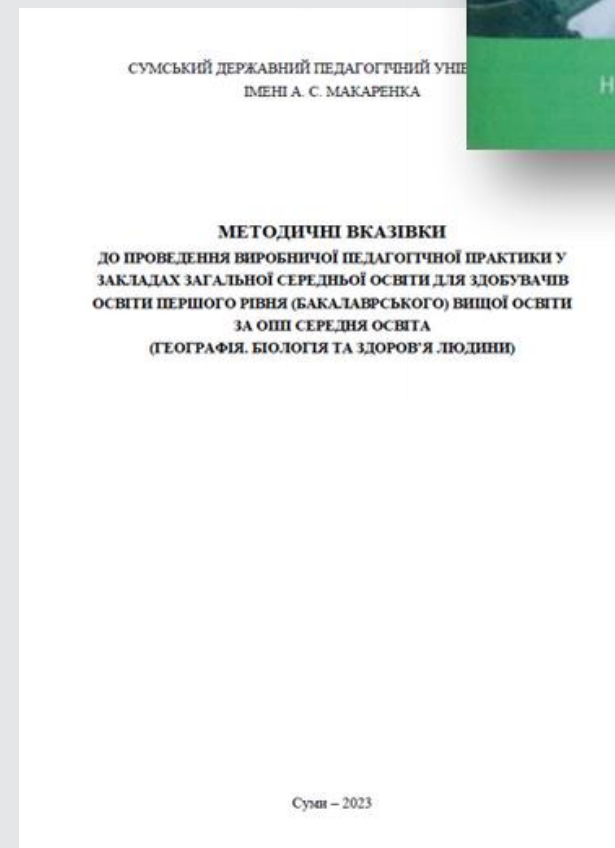 СУМСЬКИЙ ДЕРЖАВНИЙ ПЕДАГОГІЧНИЙ УНІВ
ІМЕНІ А. С. МАКАРЕНКА
Н
МЕТОДИЧНІ ВКАЗІВКИ
ДО ПРОВЕДЕННЯ ВИРОБНИЧОЇ ПЕДАГОГІЧНОЇ ПРАКТИКИ У
ЗАКЛАДАХ ЗАГАЛЬНОЇ СЕРЕДНЬОЇ ОСВІТИ ДЛЯ ЗДОБУВАЧІВ
ОСВІТИ ПЕРШОГО РІВНЯ (БАКАЛАВРСЬКОГО) ВИЩОЇ ОСВІТИ
ЗА ОПП СЕРЕДНЯ ОСВІТА
(ГЕОГРАФІЯ. БІОЛОГІЯ ТА ЗДОРОВ'Я ЛЮДИНИ)
Суми – 2023